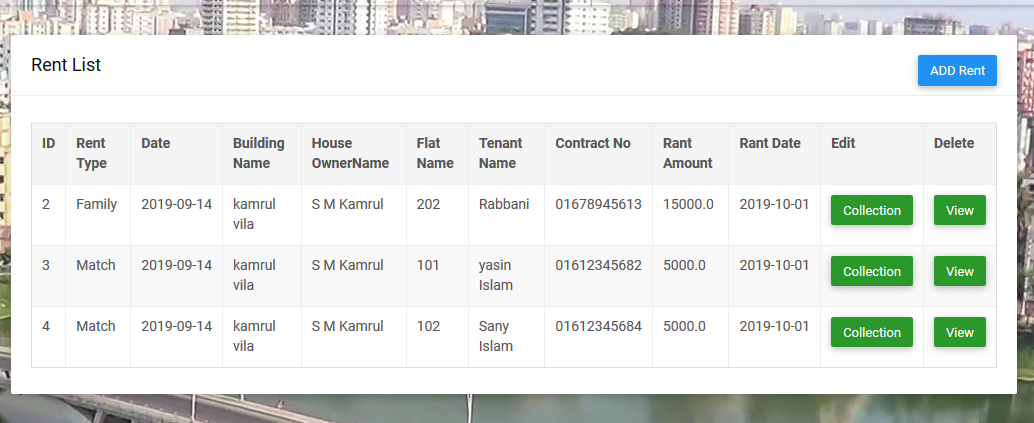 Rent List
ADD Rent
ID Rent Type Date Building Name House OwnerName Flat Name Tenant Name Contract No Rant Amount Rant Date Edit Delete
2 Family 2019-09-14 kamrul vila S M Kamrul 202 Rabbani 01678945613 15000.0 2019-10-01 Collection View
3 Match 2019-09-14 kamrul vila S M Kamrul 101 yasin Islam 01612345682 5000.0 2019-10-01 Collection View
4 Match 2019-09-14 kamrul vila S M Kamrul 102 Sany Islam 01612345684 5000.0 2019-10-01 Collection View